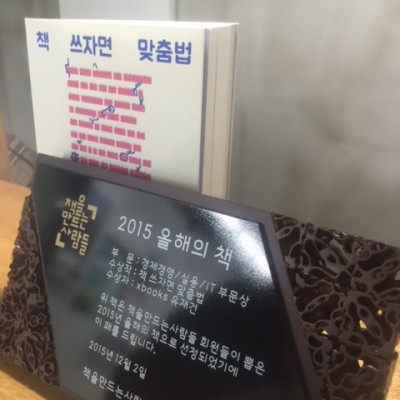 책 쓰자면 맞춤법
책을
만드는
사람들
2015 올해의 책
부 문 : 경제경영/실용/IT 부문상
수상작 : 책 쓰자면 맞춤법
수상자 : xbooks 유재건
위 책은 책을만드는사람들 회원들이 뽑은
2015년 올해의 책으로 선정되었기에
이 패를 드립니다.
2015년 12월 2일
책을만드는사람